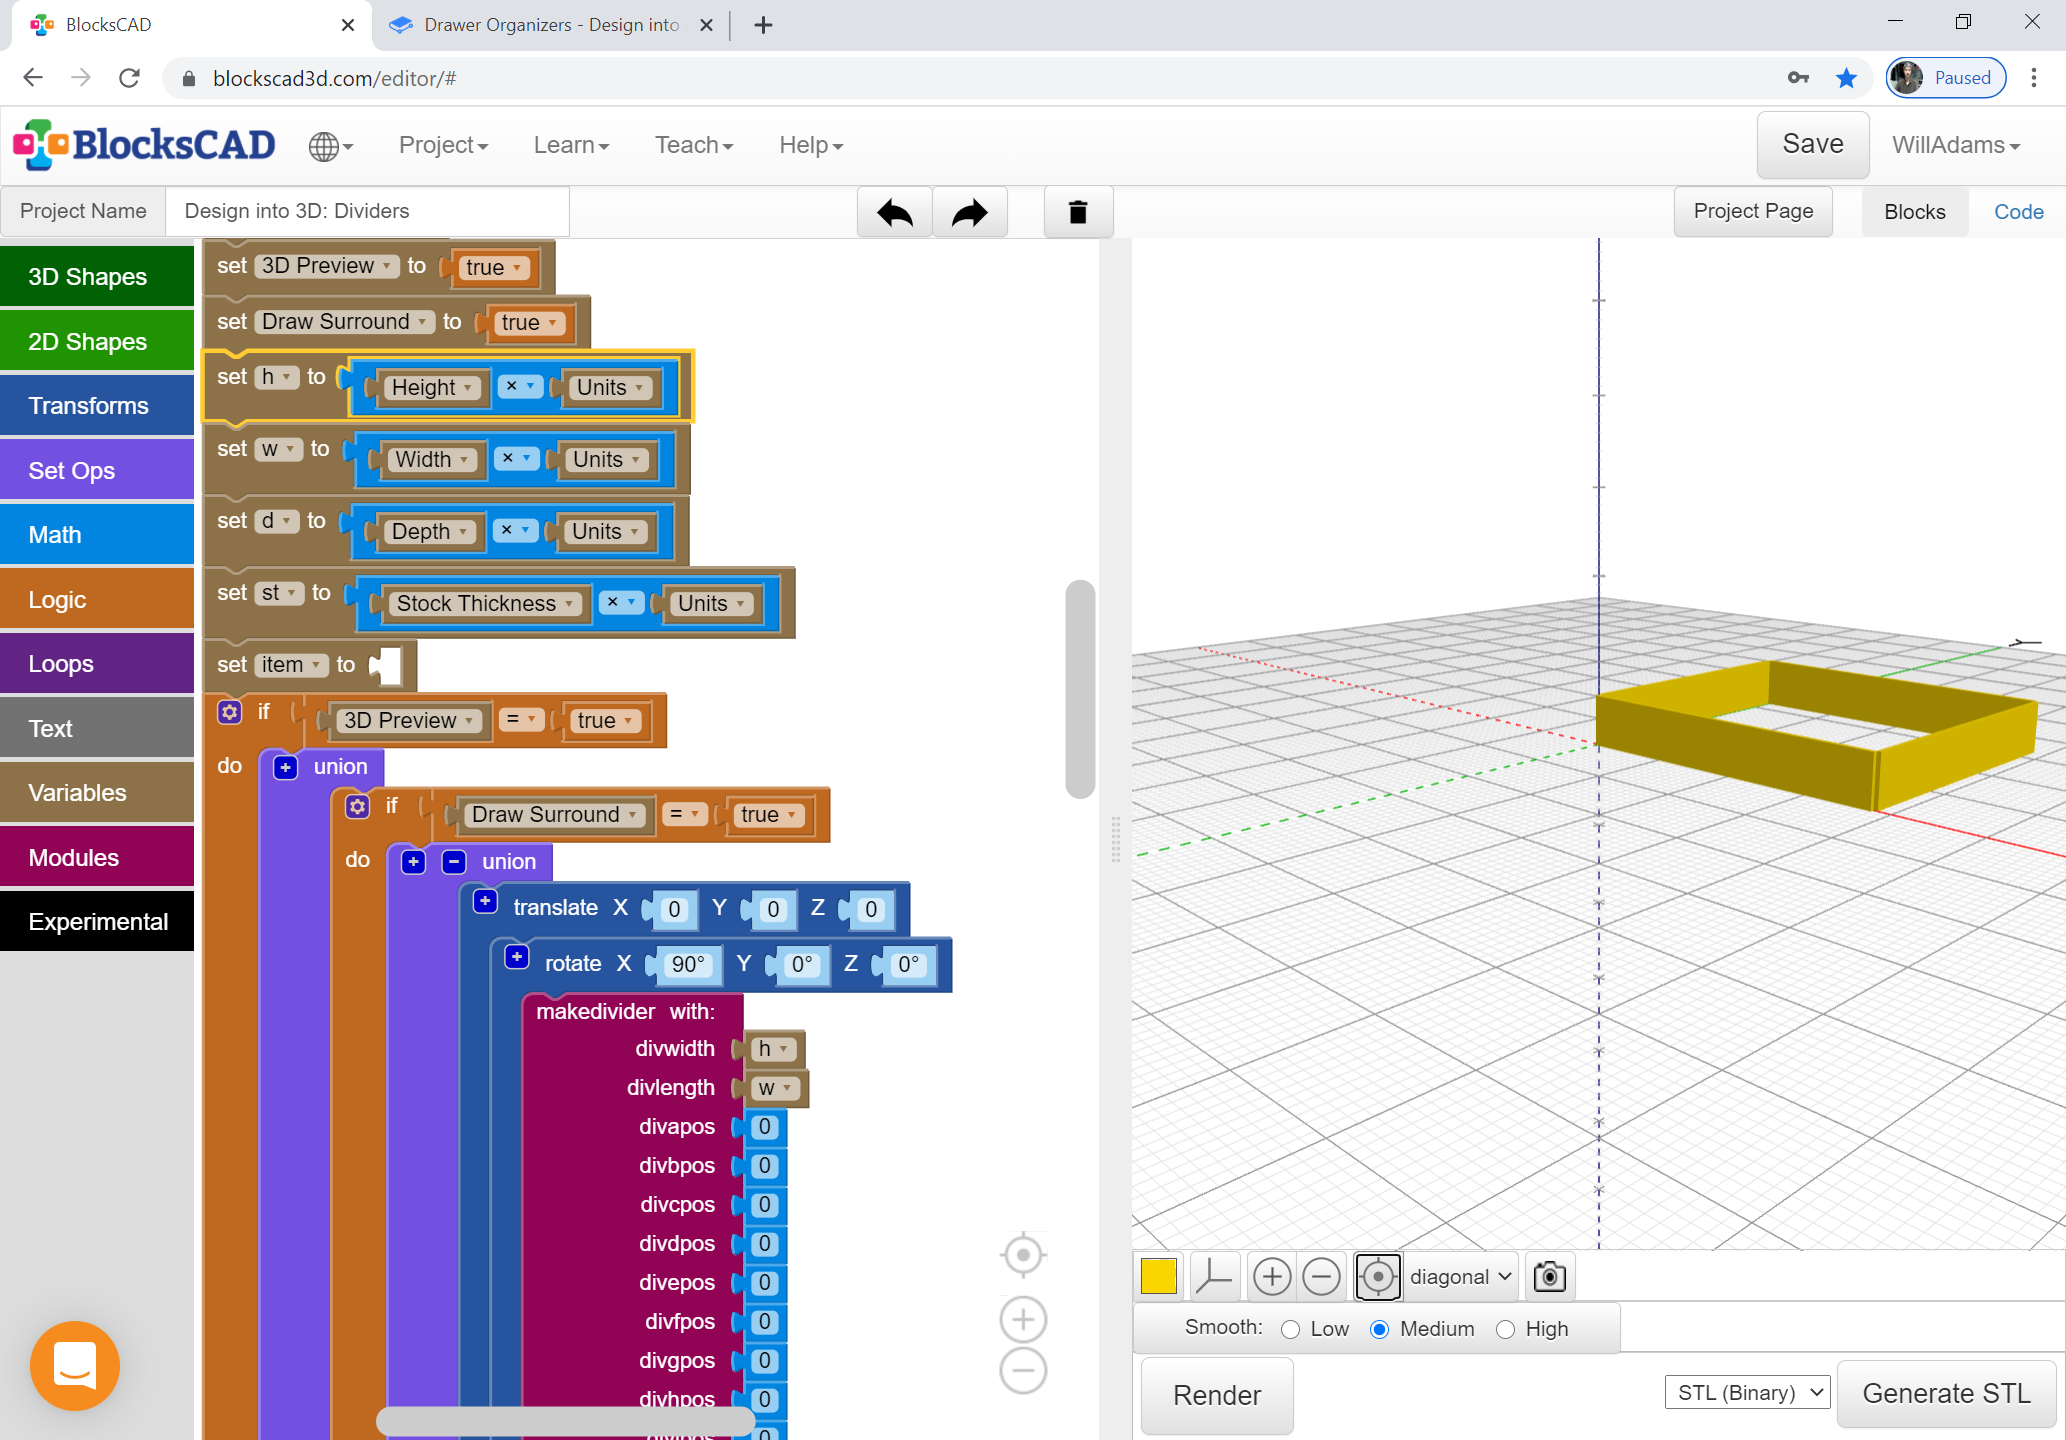 BlocksCAD
Drawer Organizers - Design into
blockscad3d.com/editor/#
Paused
BlocksCAD
Project
Learn
Teach
Help
Save
WillAdams
Project Name
Design into 3D: Dividers
Project Page
Blocks
Code
3D Shapes
2D Shapes
Transforms
Set Ops
Math
Logic
Loops
Text
Variables
Modules
Experimental
set 3D Preview to true
set Draw Surround to true
set h to Height × Units
set w to Width × Units
set d to Depth × Units
set st to Stock Thickness × Units
set item to
if 3D Preview = true
do + union
if Draw Surround = true
do + - union
+ translate X 0 Y 0 Z 0
+ rotate X 90° Y 0° Z 0°
makedivider with:
divwidth h
divlength w
divapos 0
divbpos 0
divcpos 0
divdpos 0
divepos 0
divfpos 0
divgpos 0
divhpos 0
0
diagonal
Smooth: Low Medium High
Render
STL (Binary)
Generate STL